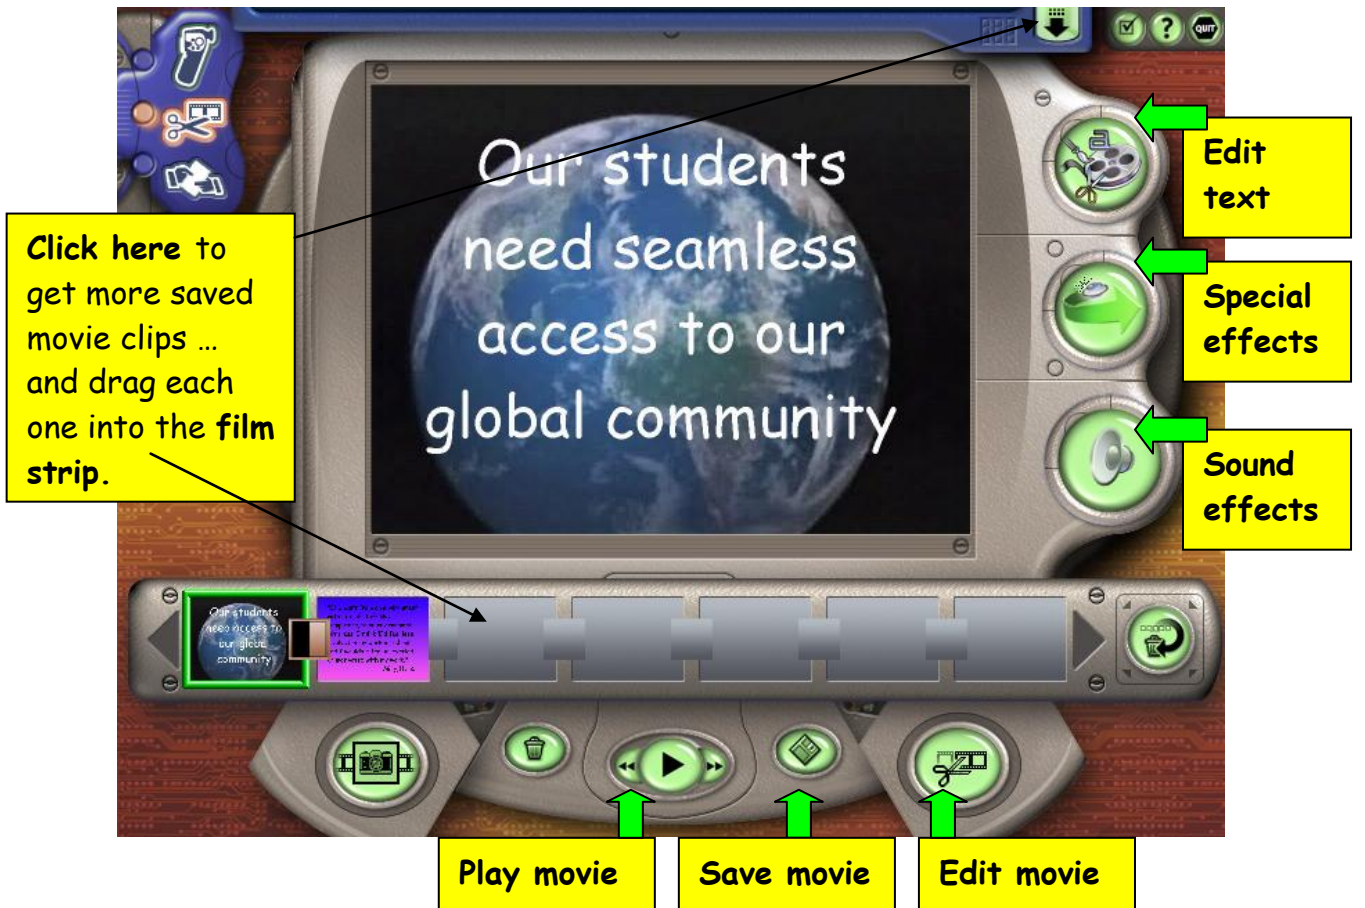 QUIT
Our students
need seamless
access to our
global community
Edit
text
Special
effects
Sound
effects
Click here to
get more saved
movie clips …
and drag each
one into the film
strip.
Our students
need access to
our global
community
Play movie
Save movie
Edit movie